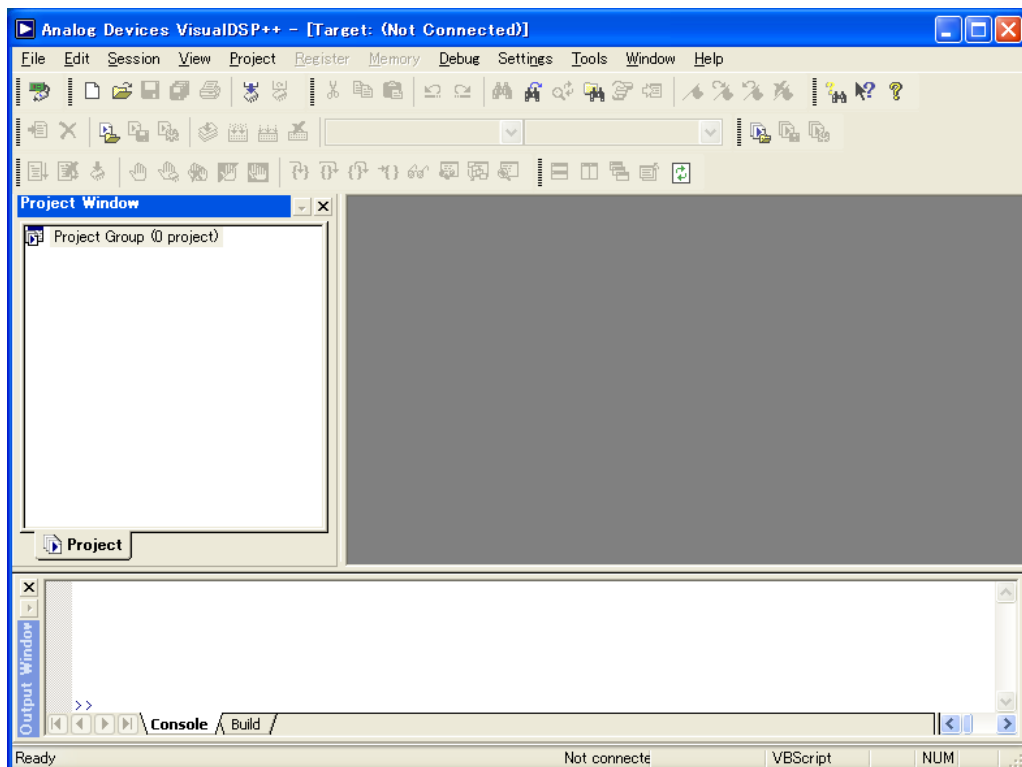 Analog Devices VisualDSP++ - [Target: (Not Connected)]
File Edit Session View Project Register Memory Debug Settings Tools Window Help
Project Window
Project Group (0 project)
Project
Output Window
>>
Console Build
Ready Not connecte VBScript NUM